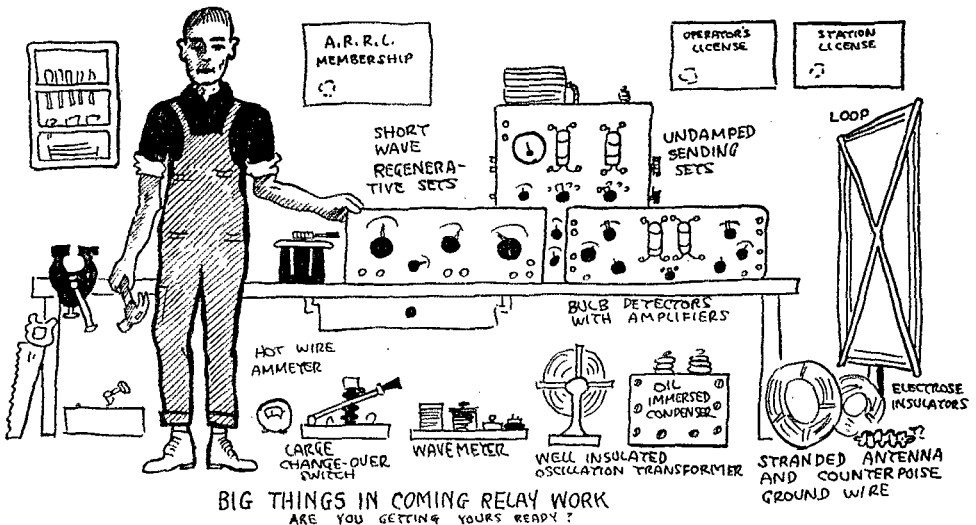 A.R.R.L.
MEMBERSHIP
OPERATOR'S
LICENSE
STATION
LICENSE
SHORT
WAVE
REGENERA-
TIVE SETS
UNDAMPED
SENDING
SETS
LOOP
BULB DETECTORS
WITH AMPLIFIERS
HOT WIRE
AMMETER
LARGE
CHANGE-OVER
SWITCH
WAVEMETER
WELL INSULATED
OSCILLATION TRANSFORMER
OIL
IMMERSED
CONDENSER
ELECTROSE
INSULATORS
?
STRANDED ANTENNA
AND COUNTERPOISE
GROUND WIRE
BIG THINGS IN COMING RELAY WORK
ARE YOU GETTING YOURS READY?